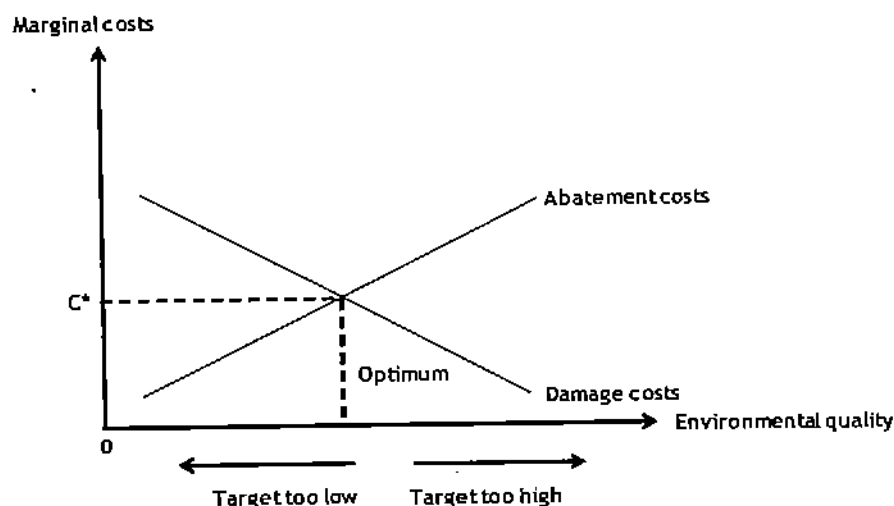 Marginal costs
Abatement costs
C*
Optimum
Damage costs
Environmental quality
0
Target too low
Target too high